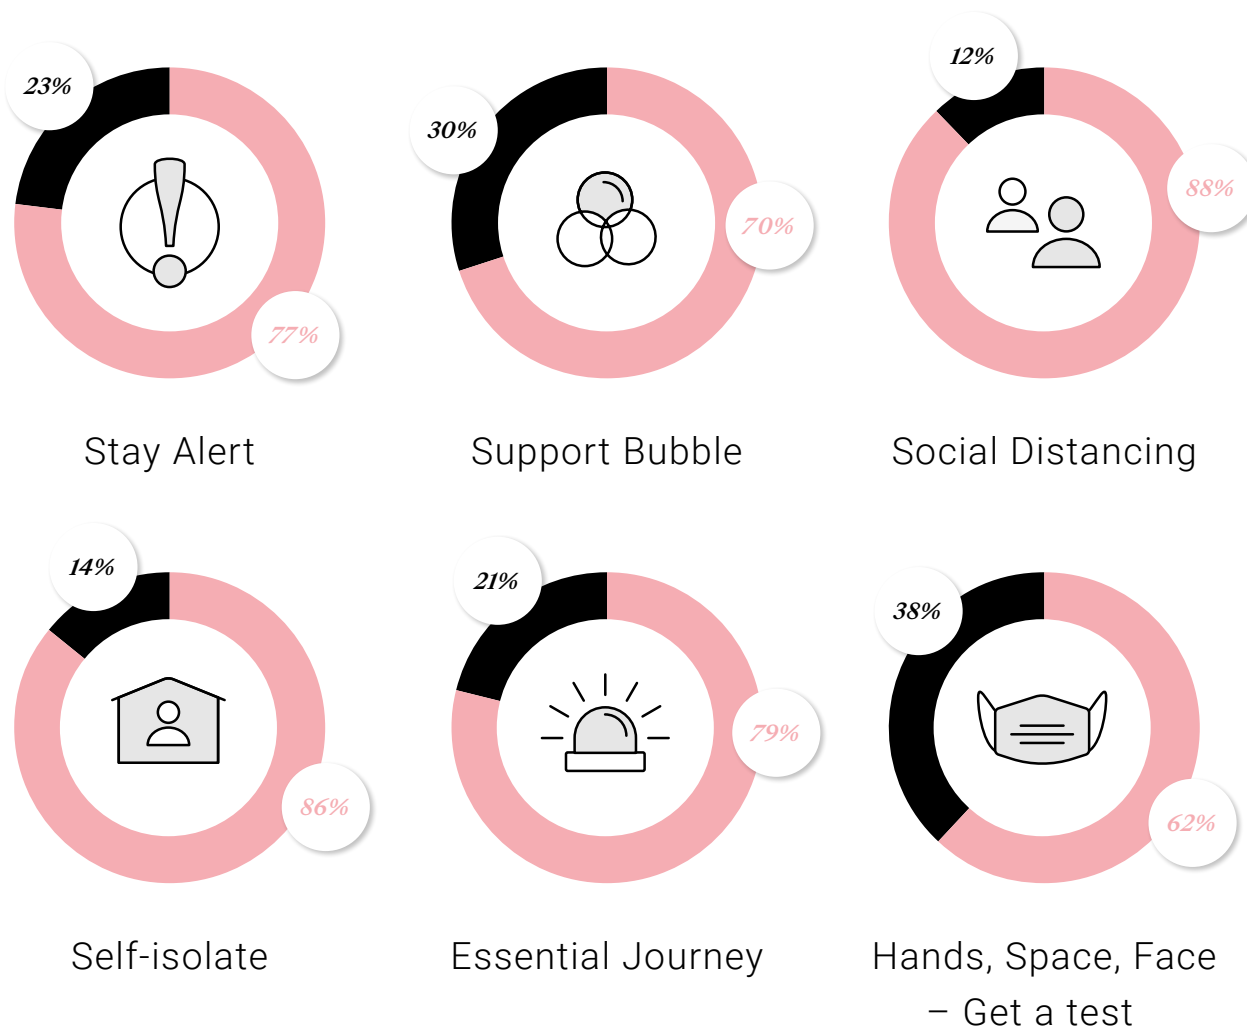 23%
77%
Stay Alert
30%
70%
Support Bubble
12%
88%
Social Distancing
14%
86%
Self-isolate
21%
79%
Essential Journey
38%
62%
Hands, Space, Face
– Get a test